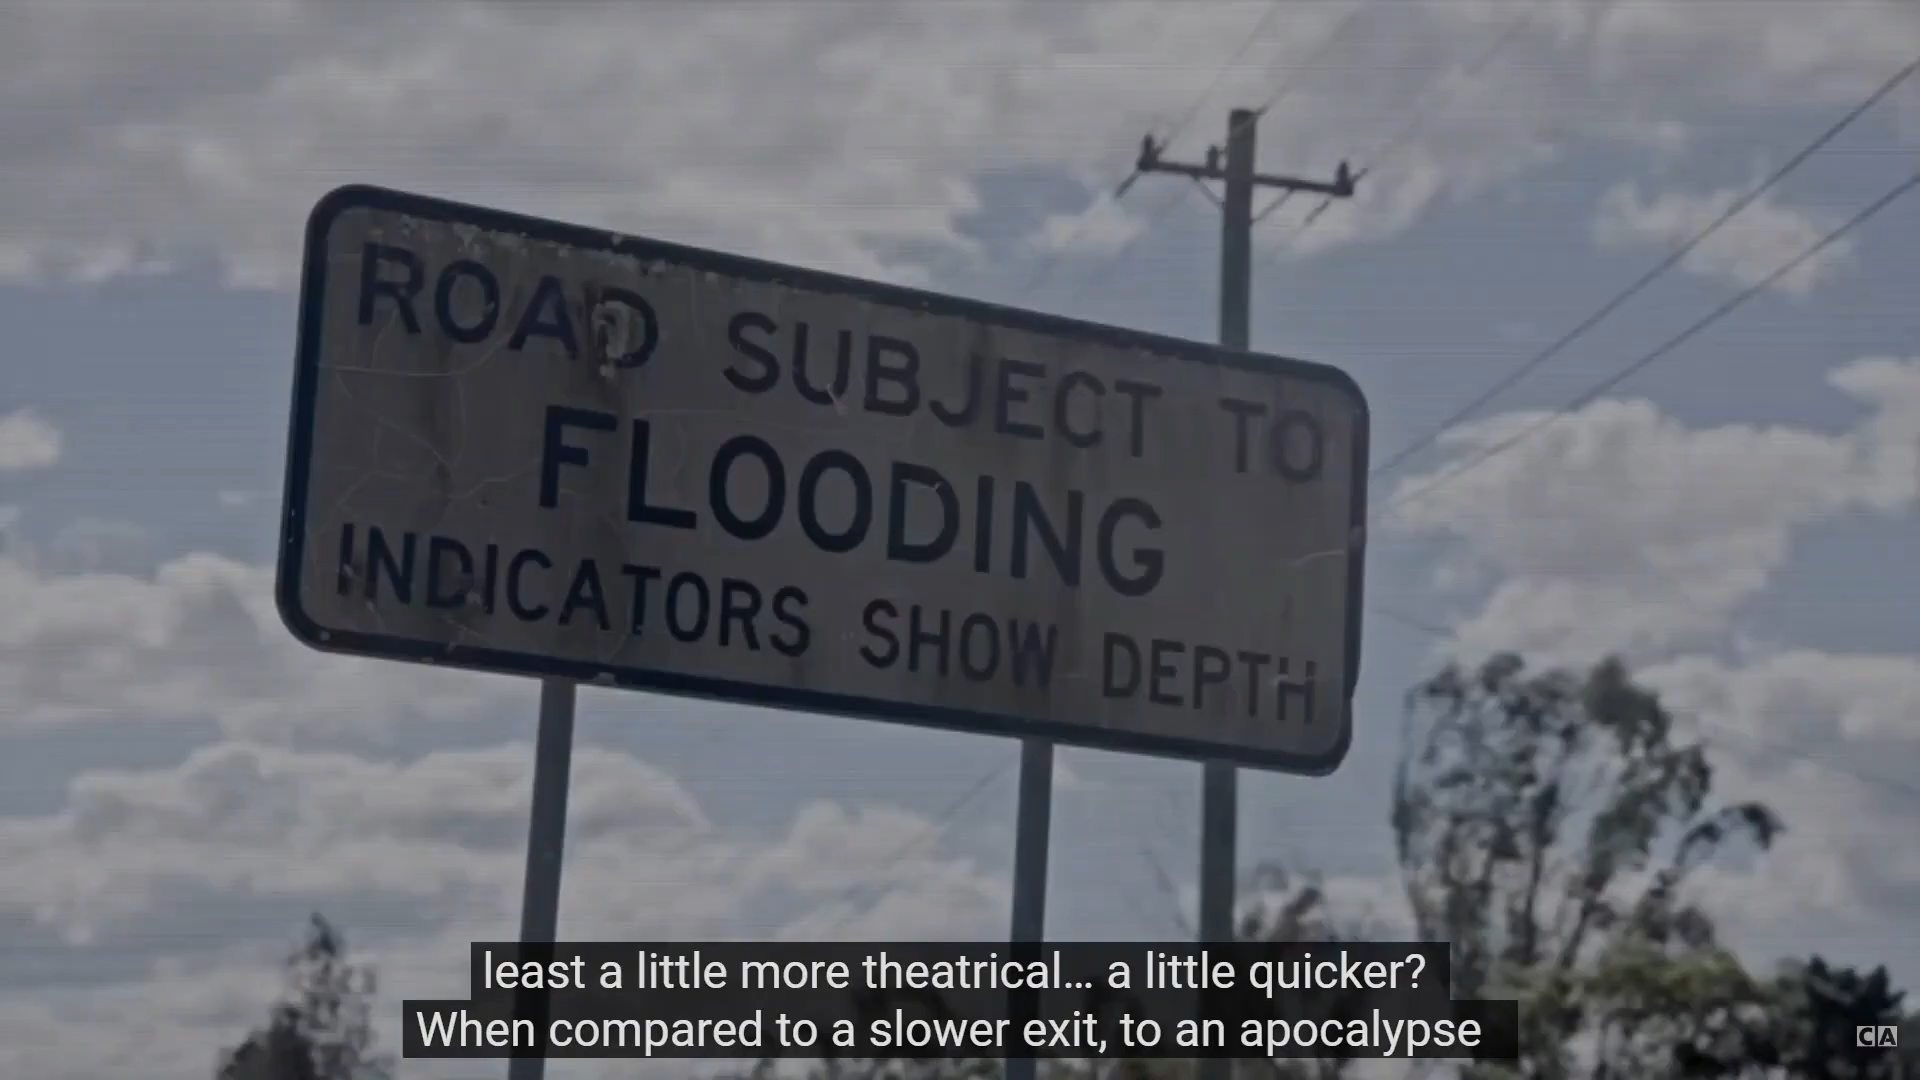 ROAD SUBJECT TO
FLOODING
INDICATORS SHOW DEPTH
least a little more theatrical… a little quicker?
When compared to a slower exit, to an apocalypse
CA